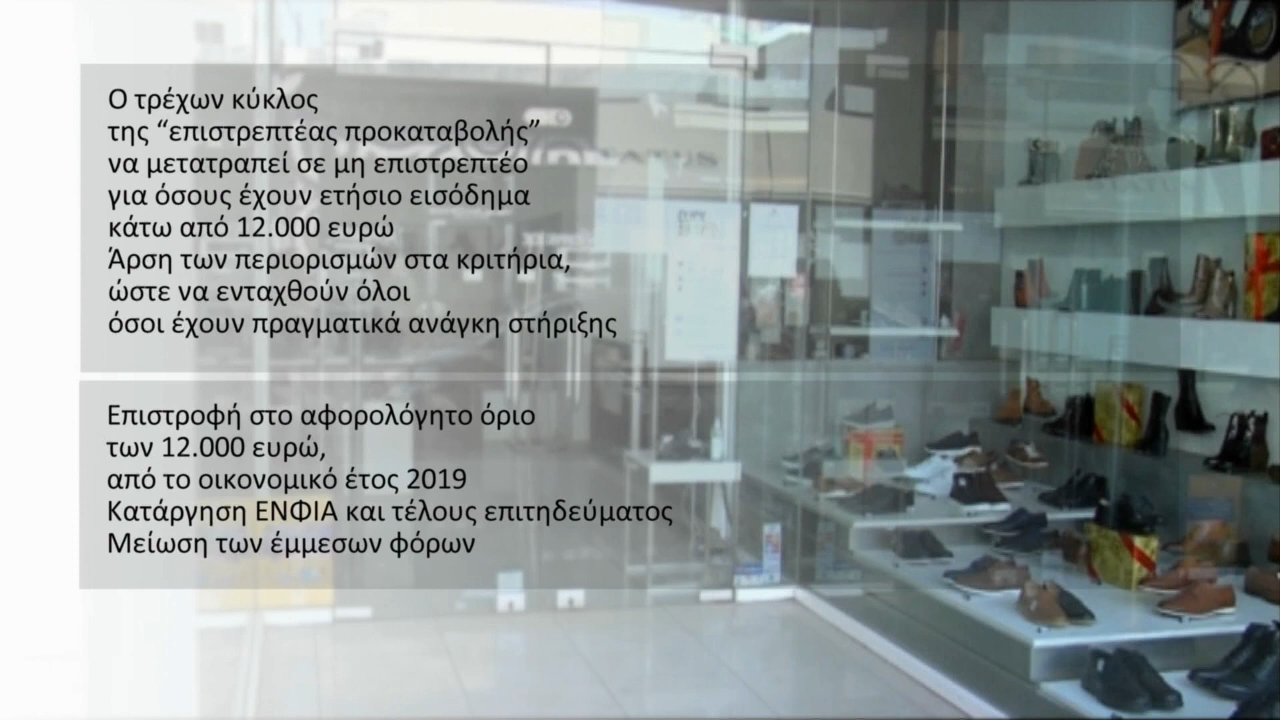 Ο τρέχων κύκλος
της “επιστρεπτέας προκαταβολής”
να μετατραπεί σε μη επιστρεπτέο
για όσους έχουν ετήσιο εισόδημα
κάτω από 12.000 ευρώ
Άρση των περιορισμών στα κριτήρια,
ώστε να ενταχθούν όλοι
όσοι έχουν πραγματικά ανάγκη στήριξης
Επιστροφή στο αφορολόγητο όριο
των 12.000 ευρώ,
από το οικονομικό έτος 2019
Κατάργηση ΕΝΦΙΑ και τέλους επιτηδεύματος
Μείωση των έμμεσων φόρων